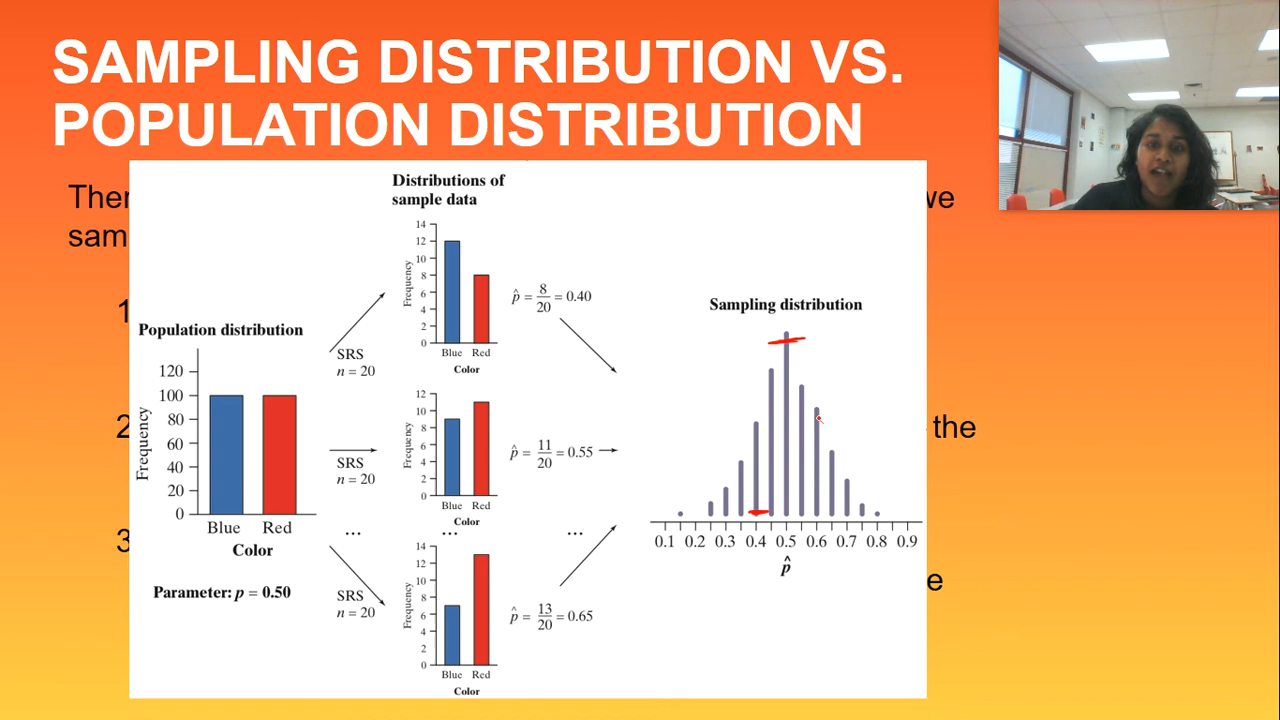 SAMPLING DISTRIBUTION VS.
POPULATION DISTRIBUTION
we
sam
1
2
the
3
e
Population distribution
Frequency
120
100
80
60
40
20
0
Blue Red
Color
Parameter: p = 0.50
SRS
n = 20
SRS
n = 20
...
SRS
n = 20
Distributions of
sample data
Frequency
14
12
10
8
6
4
2
0
Blue Red
Color
p̂ = 8/20 = 0.40
Frequency
12
10
8
6
4
2
0
Blue Red
Color
p̂ = 11/20 = 0.55
... ...
Frequency
14
12
10
8
6
4
2
0
Blue Red
Color
p̂ = 13/20 = 0.65
Sampling distribution
0.1 0.2 0.3 0.4 0.5 0.6 0.7 0.8 0.9
p̂